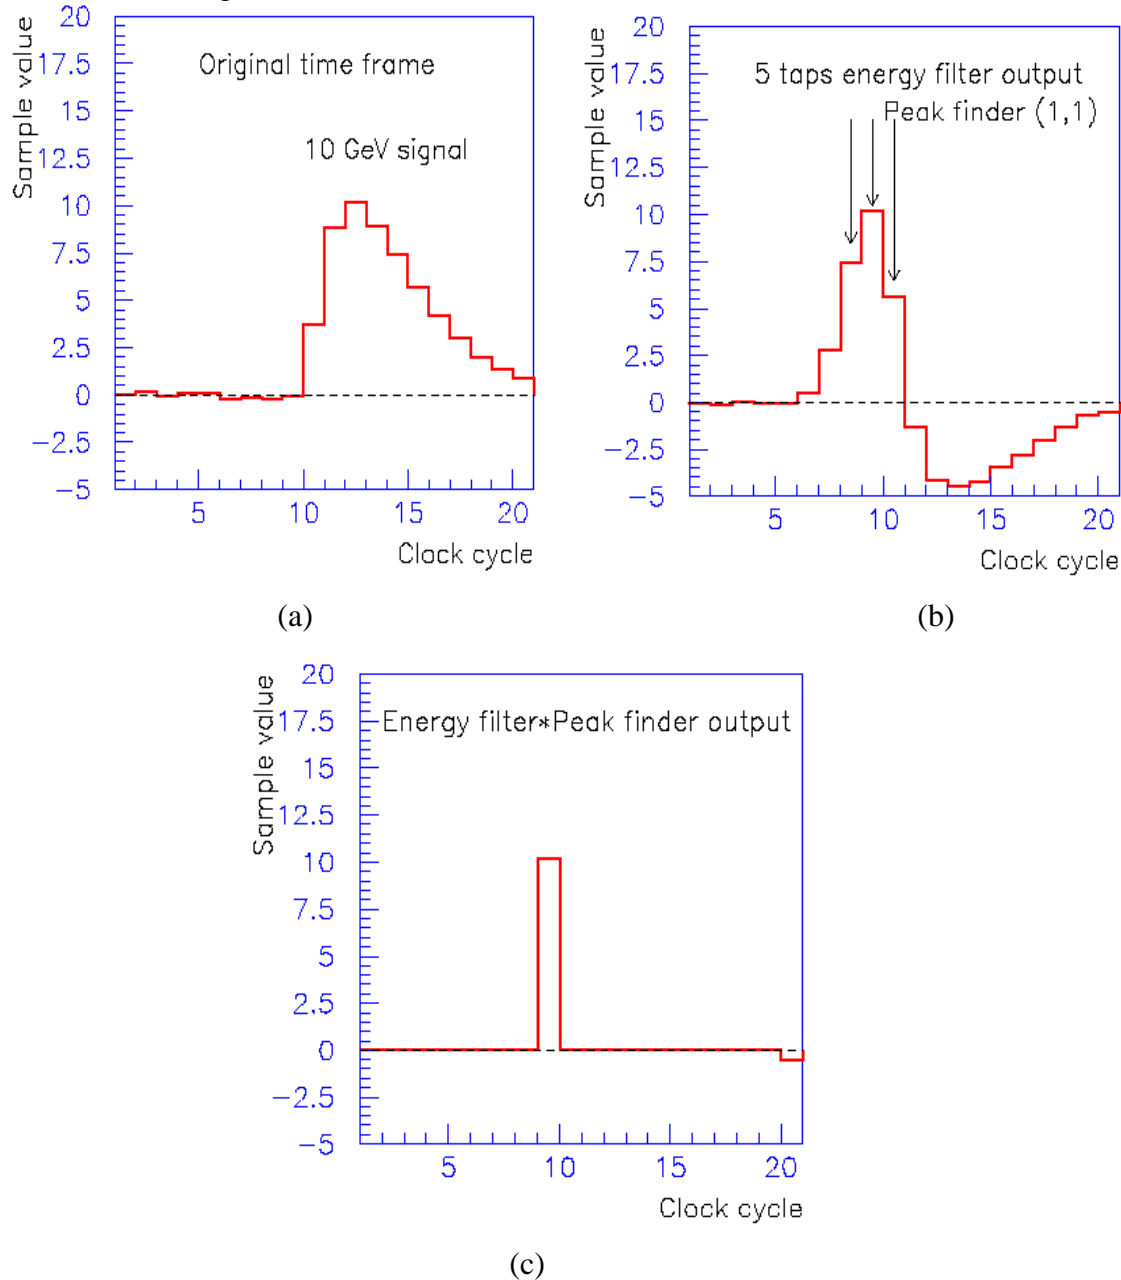 20
17.5
15
12.5
10
7.5
5
2.5
0
−2.5
−5
Sample value
Original time frame
10 GeV signal
5 10 15 20
Clock cycle
(a)
20
17.5
15
12.5
10
7.5
5
2.5
0
−2.5
−5
Sample value
5 taps energy filter output
Peak finder (1,1)
5 10 15 20
Clock cycle
(b)
20
17.5
15
12.5
10
7.5
5
2.5
0
−2.5
−5
Sample value
Energy filter*Peak finder output
5 10 15 20
Clock cycle
(c)